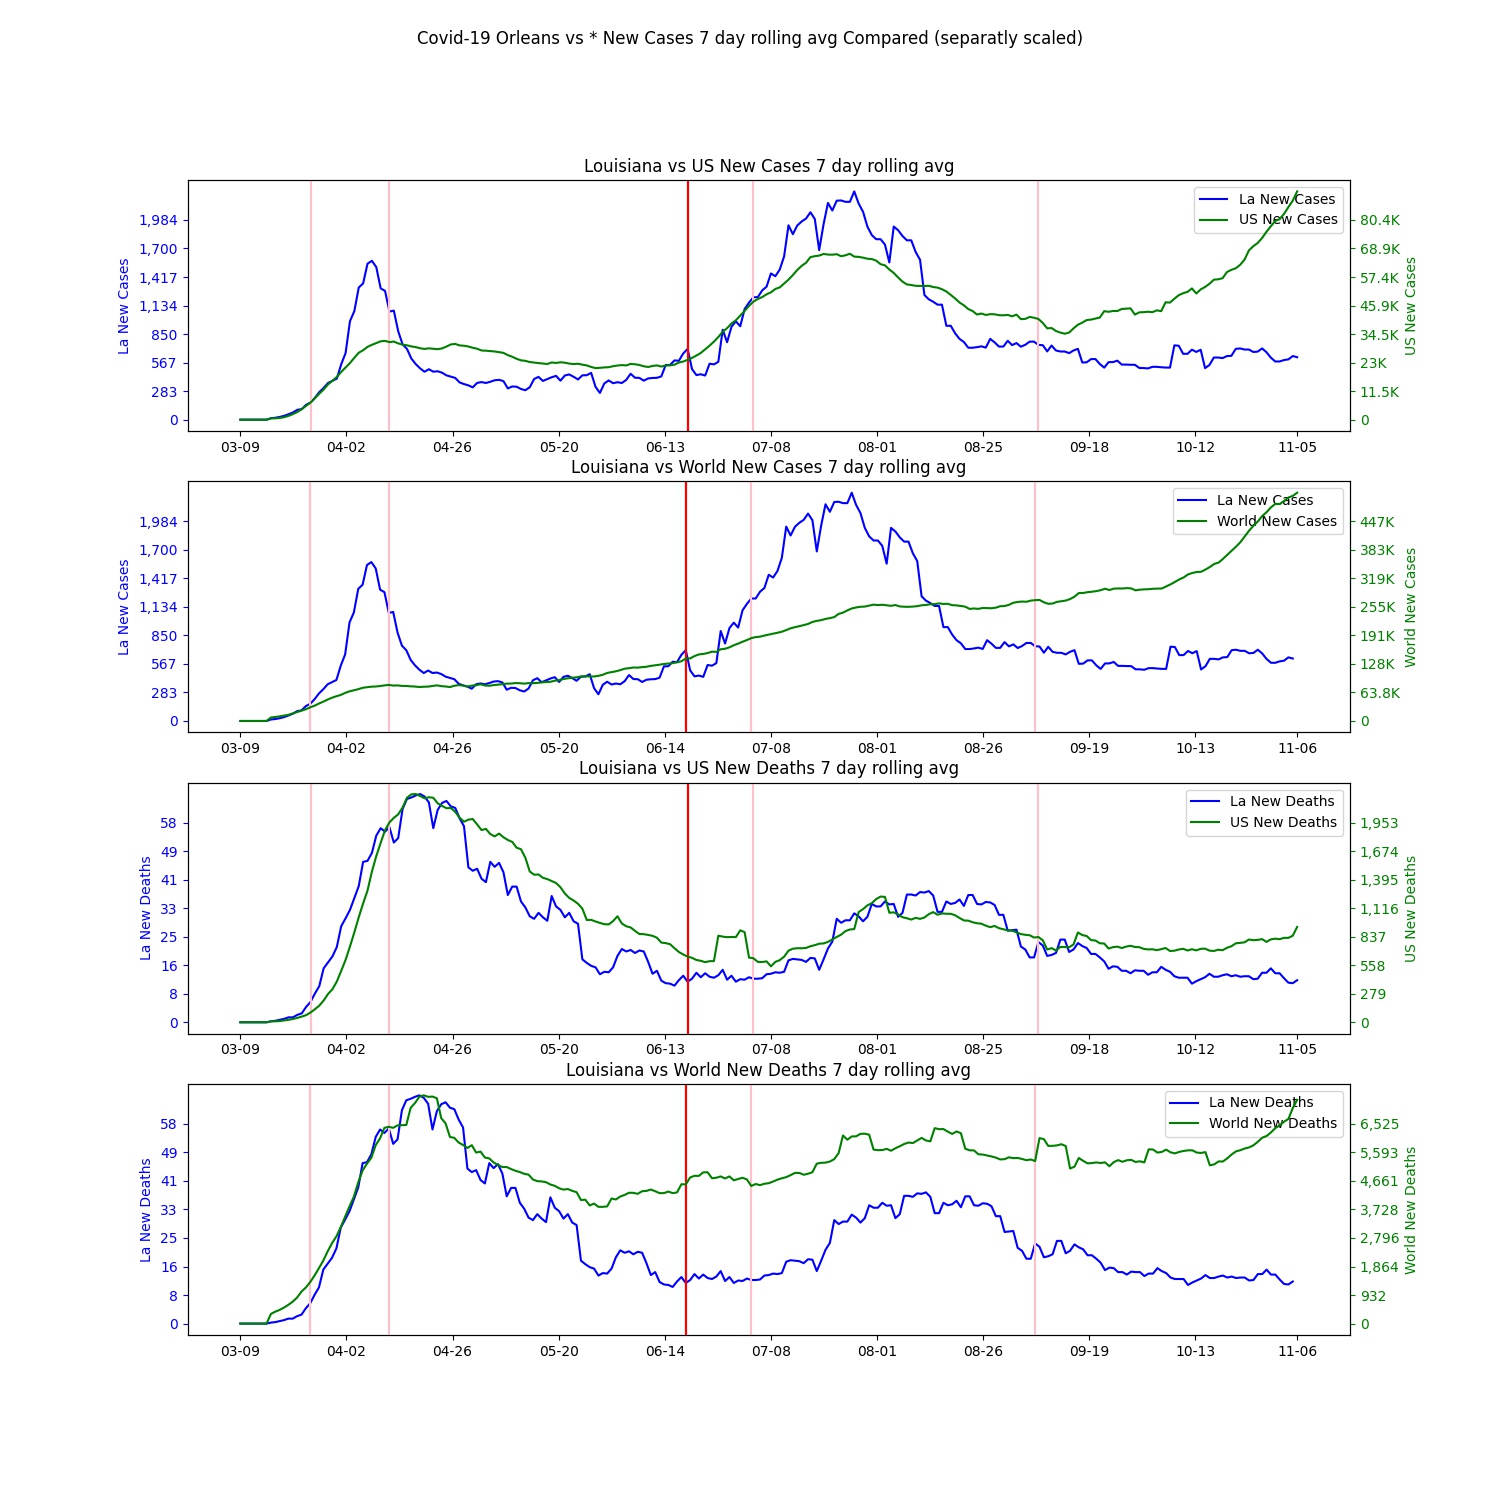 Covid-19 Orleans vs * New Cases 7 day rolling avg Compared (separatly scaled)
Louisiana vs US New Cases 7 day rolling avg
La New Cases
US New Cases
1,984
1,700
1,417
1,134
850
567
283
0
La New Cases
80.4K
68.9K
57.4K
45.9K
34.5K
23K
11.5K
0
US New Cases
03-09 04-02 04-26 05-20 06-13 07-08 08-01 08-25 09-18 10-12 11-05
Louisiana vs World New Cases 7 day rolling avg
La New Cases
World New Cases
1,984
1,700
1,417
1,134
850
567
283
0
La New Cases
447K
383K
319K
255K
191K
128K
63.8K
0
World New Cases
03-09 04-02 04-26 05-20 06-14 07-08 08-01 08-26 09-19 10-13 11-06
Louisiana vs US New Deaths 7 day rolling avg
La New Deaths
US New Deaths
58
49
41
33
25
16
8
0
La New Deaths
1,953
1,674
1,395
1,116
837
558
279
0
US New Deaths
03-09 04-02 04-26 05-20 06-13 07-08 08-01 08-25 09-18 10-12 11-05
Louisiana vs World New Deaths 7 day rolling avg
La New Deaths
World New Deaths
58
49
41
33
25
16
8
0
La New Deaths
6,525
5,593
4,661
3,728
2,796
1,864
932
0
World New Deaths
03-09 04-02 04-26 05-20 06-14 07-08 08-01 08-26 09-19 10-13 11-06